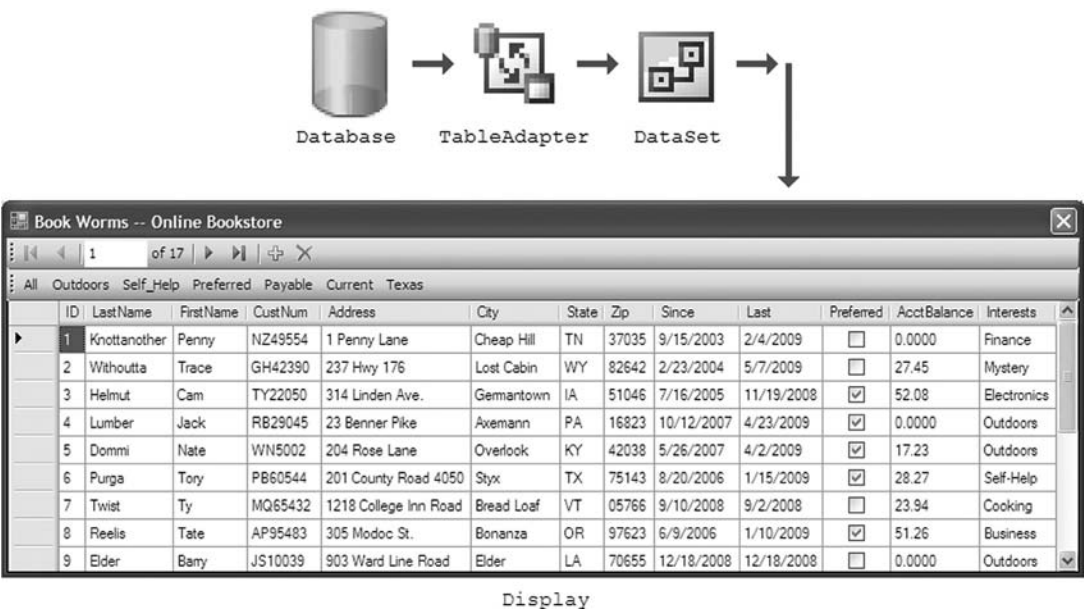 Database TableAdapter DataSet
Book Worms -- Online Bookstore
1 of 17
All Outdoors Self_Help Preferred Payable Current Texas
ID LastName FirstName CustNum Address City State Zip Since Last Preferred AcctBalance Interests
1 Knottanother Penny NZ49554 1 Penny Lane Cheap Hill TN 37035 9/15/2003 2/4/2009 0.0000 Finance
2 Withoutta Trace GH42390 237 Hwy 176 Lost Cabin WY 82642 2/23/2004 5/7/2009 27.45 Mystery
3 Helmut Cam TY22050 314 Linden Ave. Germantown IA 51046 7/16/2005 11/19/2008 52.08 Electronics
4 Lumber Jack RB29045 23 Benner Pike Axemann PA 16823 10/12/2007 4/23/2009 0.0000 Outdoors
5 Dommi Nate WN5002 204 Rose Lane Overlook KY 42038 5/26/2007 4/2/2009 17.23 Outdoors
6 Purga Tory PB60544 201 County Road 4050 Styx TX 75143 8/20/2006 1/15/2009 28.27 Self-Help
7 Twist Ty MQ65432 1218 College Inn Road Bread Loaf VT 05766 9/10/2008 9/2/2008 23.94 Cooking
8 Reelis Tate AP95483 305 Modoc St. Bonanza OR 97623 6/9/2006 1/10/2009 51.26 Business
9 Elder Barry JS10039 903 Ward Line Road Elder LA 70655 12/18/2008 12/18/2008 0.0000 Outdoors
Display